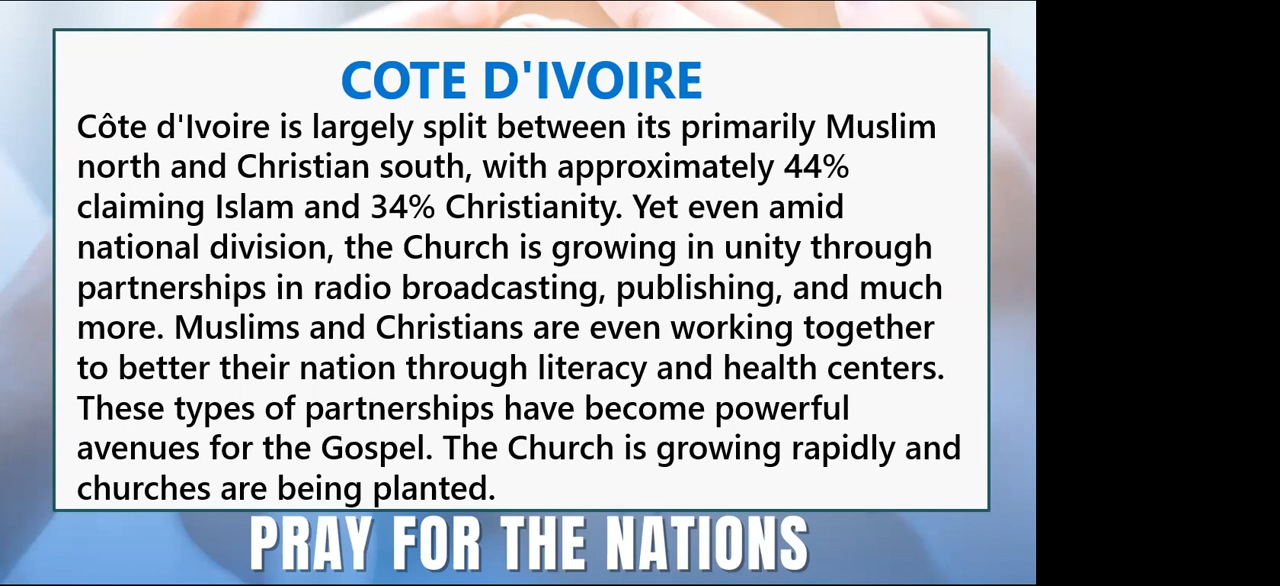 COTE D'IVOIRE
Côte d'Ivoire is largely split between its primarily Muslim
north and Christian south, with approximately 44%
claiming Islam and 34% Christianity. Yet even amid
national division, the Church is growing in unity through
partnerships in radio broadcasting, publishing, and much
more. Muslims and Christians are even working together
to better their nation through literacy and health centers.
These types of partnerships have become powerful
avenues for the Gospel. The Church is growing rapidly and
churches are being planted.
PRAY FOR THE NATIONS